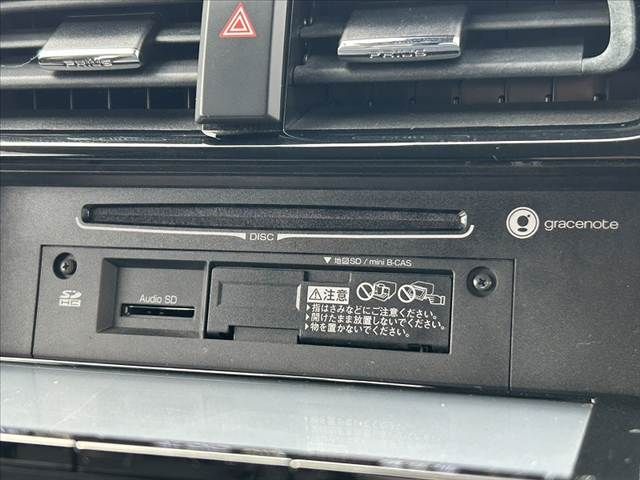 PRIUS
PRIUS
DISC
gracenote
▼ 地図SD / mini B-CAS
SD HC
Audio SD
注意
▶指はさみなどにご注意ください。
▶開けたまま放置しないでください。
▶物を置かないでください。